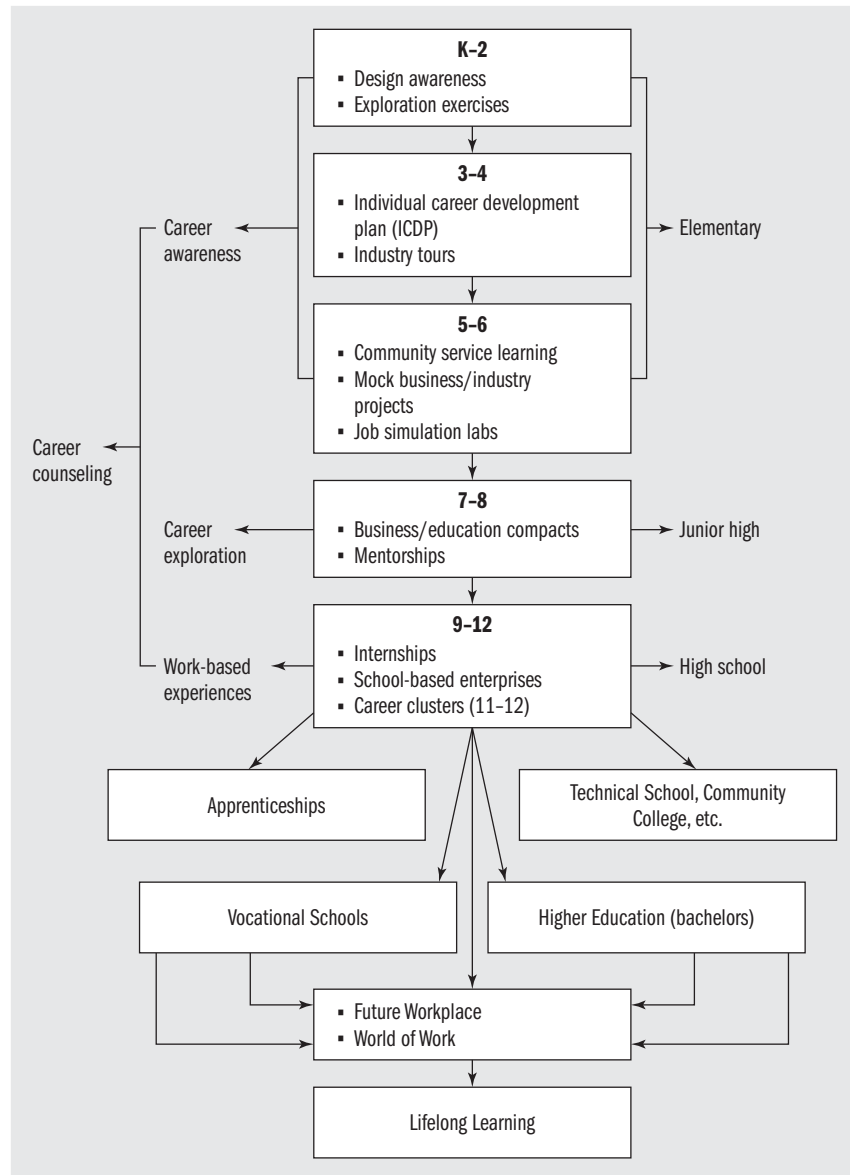 K–2
▪ Design awareness
▪ Exploration exercises
3–4
▪ Individual career development
plan (ICDP)
▪ Industry tours
Career
awareness
Elementary
5–6
▪ Community service learning
▪ Mock business/industry
projects
▪ Job simulation labs
Career
counseling
7–8
▪ Business/education compacts
▪ Mentorships
Career
exploration
Junior high
9–12
▪ Internships
▪ School-based enterprises
▪ Career clusters (11–12)
Work-based
experiences
High school
Apprenticeships
Technical School, Community
College, etc.
Vocational Schools
Higher Education (bachelors)
▪ Future Workplace
▪ World of Work
Lifelong Learning